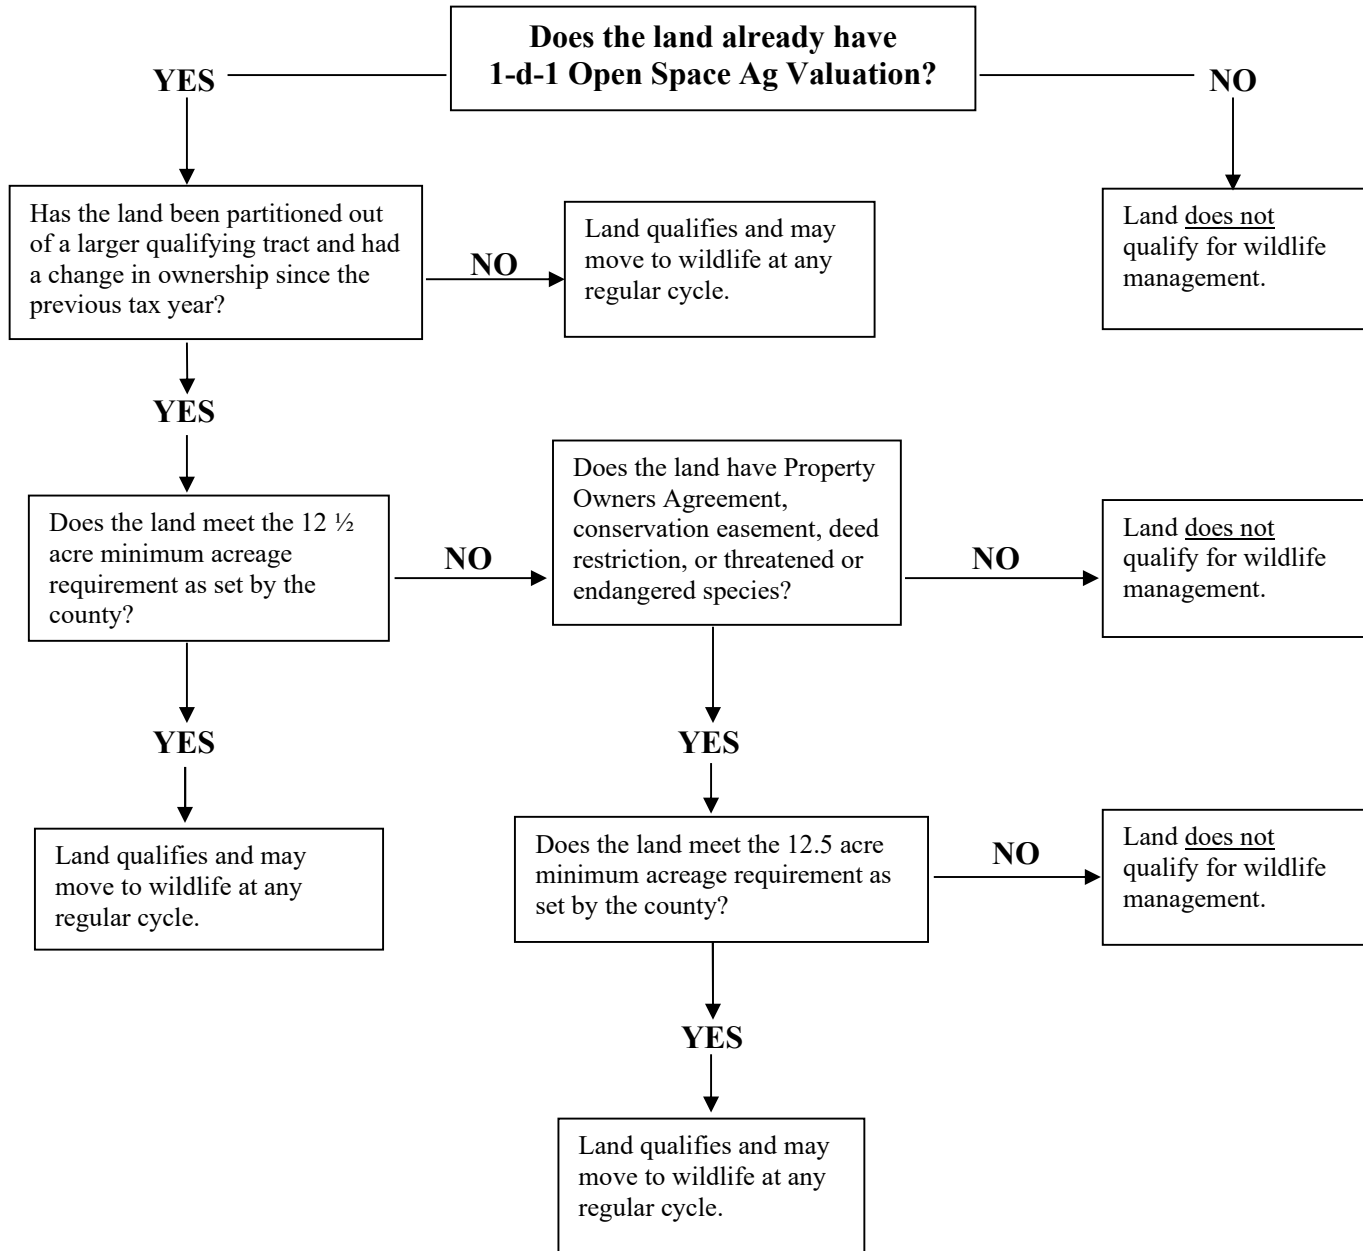 Does the land already have
1-d-1 Open Space Ag Valuation?
YES
NO
Has the land been partitioned out
of a larger qualifying tract and had
a change in ownership since the
previous tax year?
NO
Land qualifies and may
move to wildlife at any
regular cycle.
Land does not
qualify for wildlife
management.
YES
Does the land meet the 12 ½
acre minimum acreage
requirement as set by the
county?
NO
Does the land have Property
Owners Agreement,
conservation easement, deed
restriction, or threatened or
endangered species?
NO
Land does not
qualify for wildlife
management.
YES
YES
Land qualifies and may
move to wildlife at any
regular cycle.
Does the land meet the 12.5 acre
minimum acreage requirement as
set by the county?
NO
Land does not
qualify for wildlife
management.
YES
Land qualifies and may
move to wildlife at any
regular cycle.